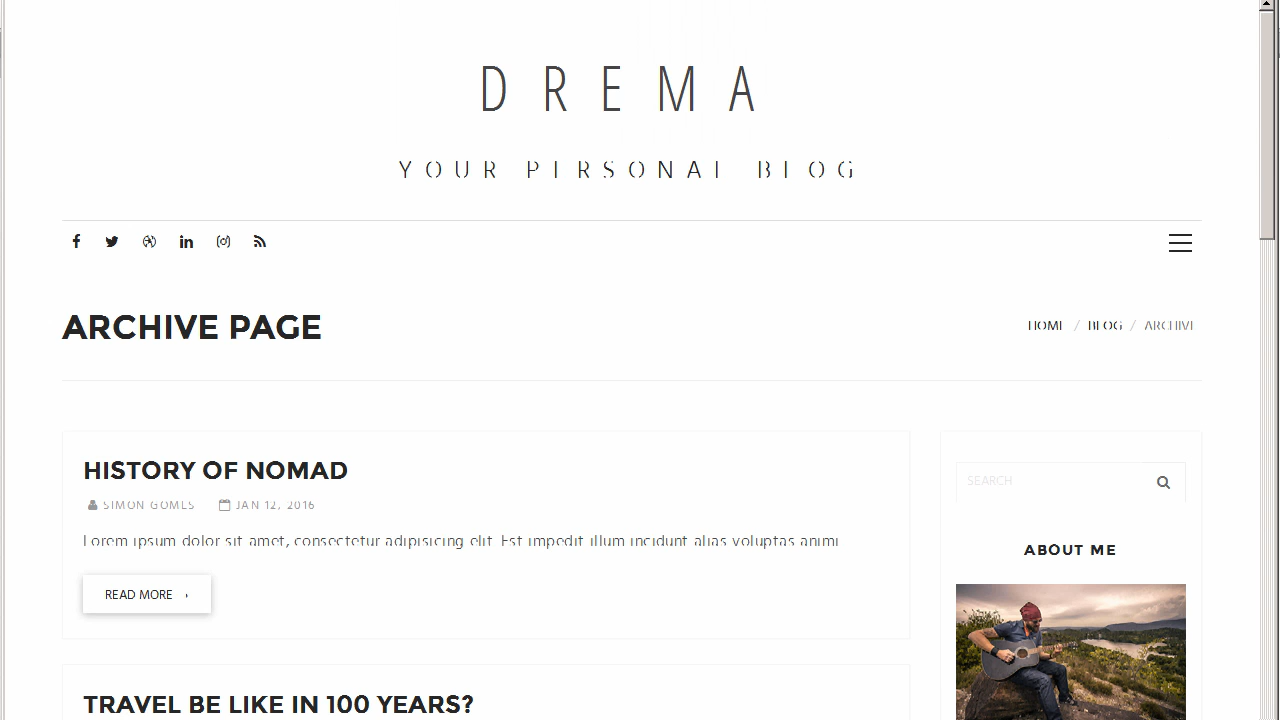 DREMA
YOUR PERSONAL BLOG
ARCHIVE PAGE
HOME / BLOG / ARCHIVE
HISTORY OF NOMAD
SIMON GOMES JAN 12, 2016
Lorem ipsum dolor sit amet, consectetur adipisicing elit. Est impedit illum incidunt alias voluptas animi
READ MORE
SEARCH
ABOUT ME
TRAVEL BE LIKE IN 100 YEARS?